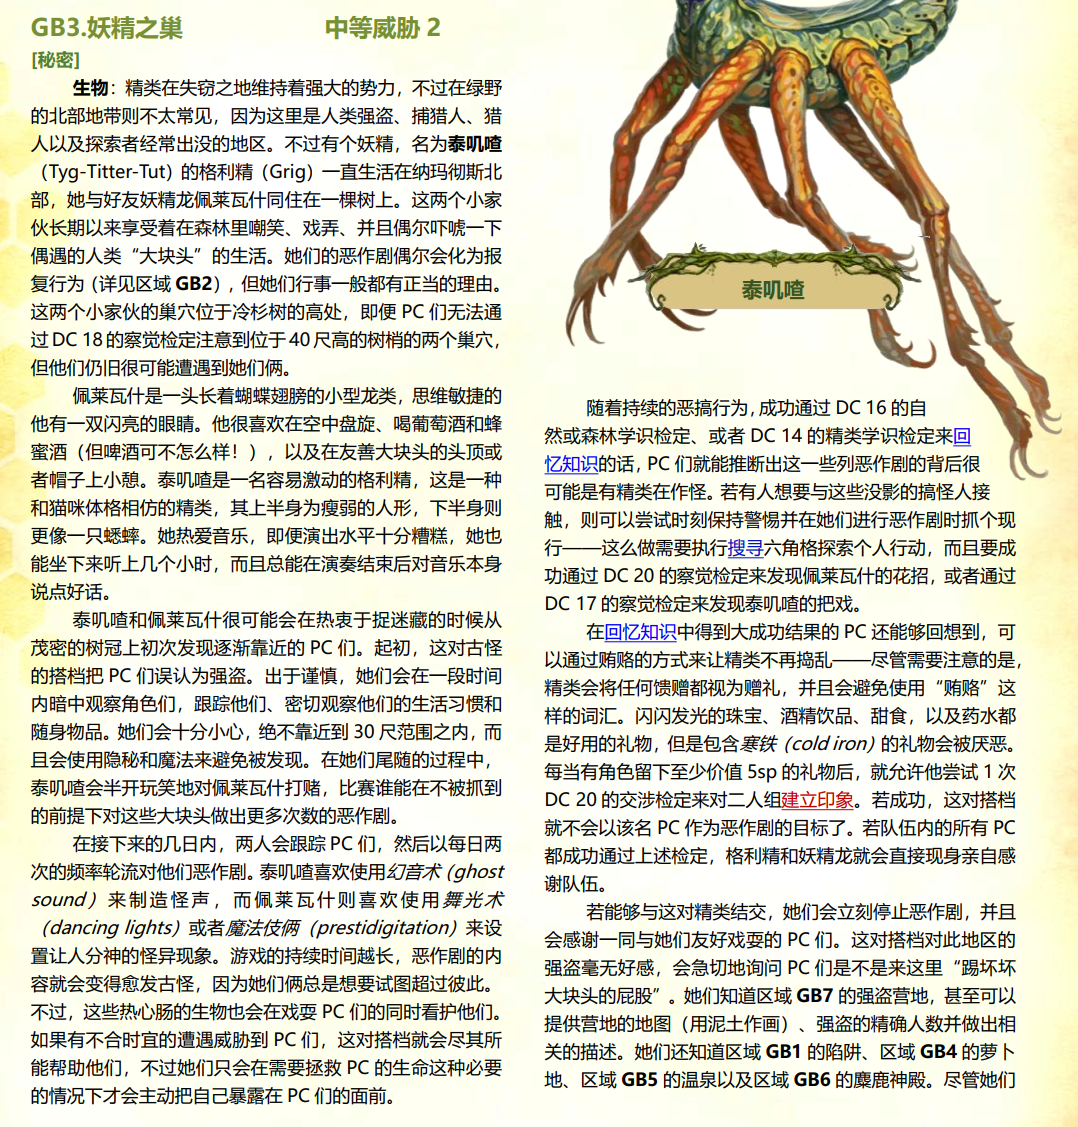 GB3.妖精之巢 中等威胁 2
[秘密]
生物：精类在失窃之地维持着强大的势力，不过在绿野
的北部地带则不太常见，因为这里是人类强盗、捕猎人、猎
人以及探索者经常出没的地区。不过有个妖精，名为泰叽喳
（Tyg-Titter-Tut）的格利精（Grig）一直生活在纳玛彻斯北
部，她与好友妖精龙佩莱瓦什同住在一棵树上。这两个小家
伙长期以来享受着在森林里嘲笑、戏弄、并且偶尔吓唬一下
偶遇的人类“大块头”的生活。她们的恶作剧偶尔会化为报
复行为（详见区域 GB2），但她们行事一般都有正当的理由。
这两个小家伙的巢穴位于冷杉树的高处，即便 PC 们无法通
过 DC 18 的察觉检定注意到位于 40 尺高的树梢的两个巢穴，
但他们仍旧很可能遭遇到她们俩。
佩莱瓦什是一头长着蝴蝶翅膀的小型龙类，思维敏捷的
他有一双闪亮的眼睛。他很喜欢在空中盘旋、喝葡萄酒和蜂
蜜酒（但啤酒可不怎么样！），以及在友善大块头的头顶或
者帽子上小憩。泰叽喳是一名容易激动的格利精，这是一种
和猫咪体格相仿的精类，其上半身为瘦弱的人形，下半身则
更像一只蟋蟀。她热爱音乐，即便演出水平十分糟糕，她也
能坐下来听上几个小时，而且总能在演奏结束后对音乐本身
说点好话。
泰叽喳和佩莱瓦什很可能会在热衷于捉迷藏的时候从
茂密的树冠上初次发现逐渐靠近的 PC 们。起初，这对古怪
的搭档把 PC 们误认为强盗。出于谨慎，她们会在一段时间
内暗中观察角色们，跟踪他们、密切观察他们的生活习惯和
随身物品。她们会十分小心，绝不靠近到 30 尺范围之内，而
且会使用隐秘和魔法来避免被发现。在她们尾随的过程中，
泰叽喳会半开玩笑地对佩莱瓦什打赌，比赛谁能在不被抓到
的前提下对这些大块头做出更多次数的恶作剧。
在接下来的几日内，两人会跟踪 PC 们，然后以每日两
次的频率轮流对他们恶作剧。泰叽喳喜欢使用幻音术（ghost
sound）来制造怪声，而佩莱瓦什则喜欢使用舞光术
（dancing lights）或者魔法伎俩（prestidigitation）来设
置让人分神的怪异现象。游戏的持续时间越长，恶作剧的内
容就会变得愈发古怪，因为她们俩总是想要试图超过彼此。
不过，这些热心肠的生物也会在戏耍 PC 们的同时看护他们。
如果有不合时宜的遭遇威胁到 PC 们，这对搭档就会尽其所
能帮助他们，不过她们只会在需要拯救 PC 的生命这种必要
的情况下才会主动把自己暴露在 PC 们的面前。
泰叽喳
随着持续的恶搞行为，成功通过 DC 16 的自
然或森林学识检定、或者 DC 14 的精类学识检定来回
忆知识的话，PC 们就能推断出这一些列恶作剧的背后很
可能是有精类在作怪。若有人想要与这些没影的搞怪人接
触，则可以尝试时刻保持警惕并在她们进行恶作剧时抓个现
行——这么做需要执行搜寻六角格探索个人行动，而且要成
功通过 DC 20 的察觉检定来发现佩莱瓦什的花招，或者通过
DC 17 的察觉检定来发现泰叽喳的把戏。
在回忆知识中得到大成功结果的 PC 还能够回想到，可
以通过贿赂的方式来让精类不再捣乱——尽管需要注意的是，
精类会将任何馈赠都视为赠礼，并且会避免使用“贿赂”这
样的词汇。闪闪发光的珠宝、酒精饮品、甜食，以及药水都
是好用的礼物，但是包含寒铁（cold iron）的礼物会被厌恶。
每当有角色留下至少价值 5sp 的礼物后，就允许他尝试 1 次
DC 20 的交涉检定来对二人组建立印象。若成功，这对搭档
就不会以该名 PC 作为恶作剧的目标了。若队伍内的所有 PC
都成功通过上述检定，格利精和妖精龙就会直接现身亲自感
谢队伍。
若能够与这对精类结交，她们会立刻停止恶作剧，并且
会感谢一同与她们友好戏耍的 PC 们。这对搭档对此地区的
强盗毫无好感，会急切地询问 PC 们是不是来这里“踢坏坏
大块头的屁股”。她们知道区域 GB7 的强盗营地，甚至可以
提供营地的地图（用泥土作画）、强盗的精确人数并做出相
关的描述。她们还知道区域 GB1 的陷阱、区域 GB4 的萝卜
地、区域 GB5 的温泉以及区域 GB6 的麋鹿神殿。尽管她们